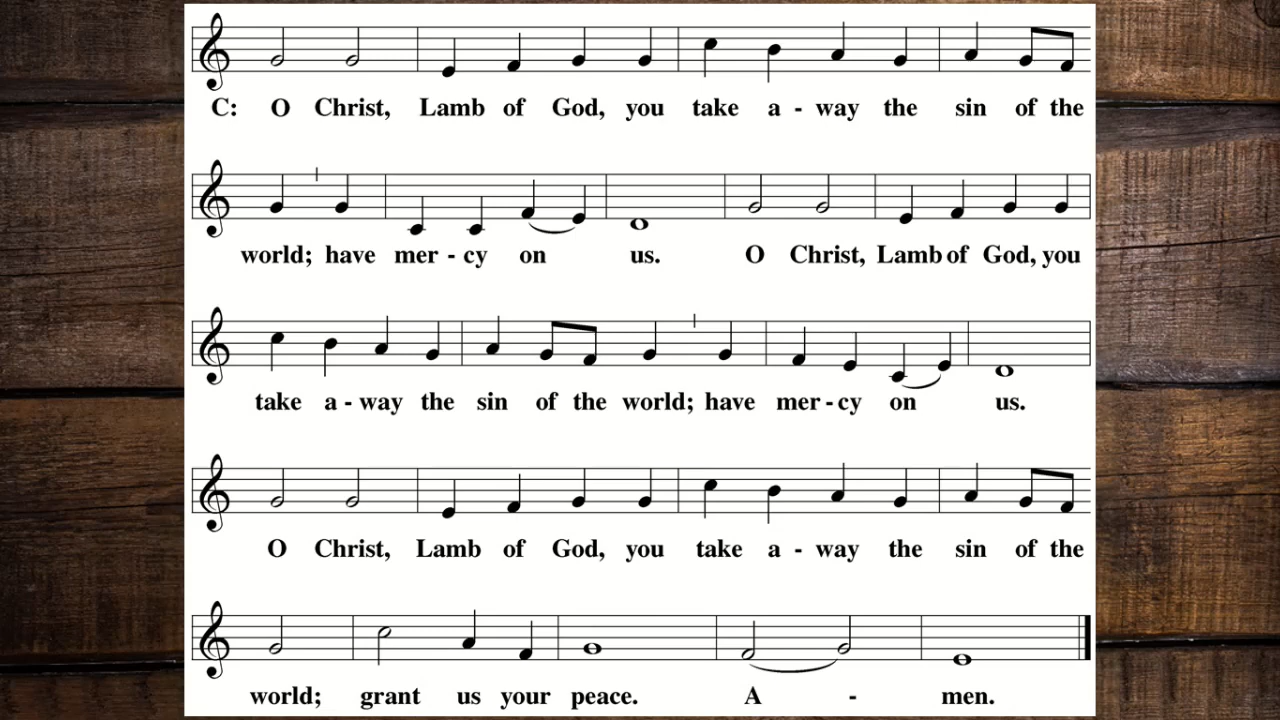 C: O Christ, Lamb of God, you take a - way the sin of the
world; have mer - cy on us. O Christ, Lamb of God, you
take a - way the sin of the world; have mer - cy on us.
O Christ, Lamb of God, you take a - way the sin of the
world; grant us your peace. A - men.